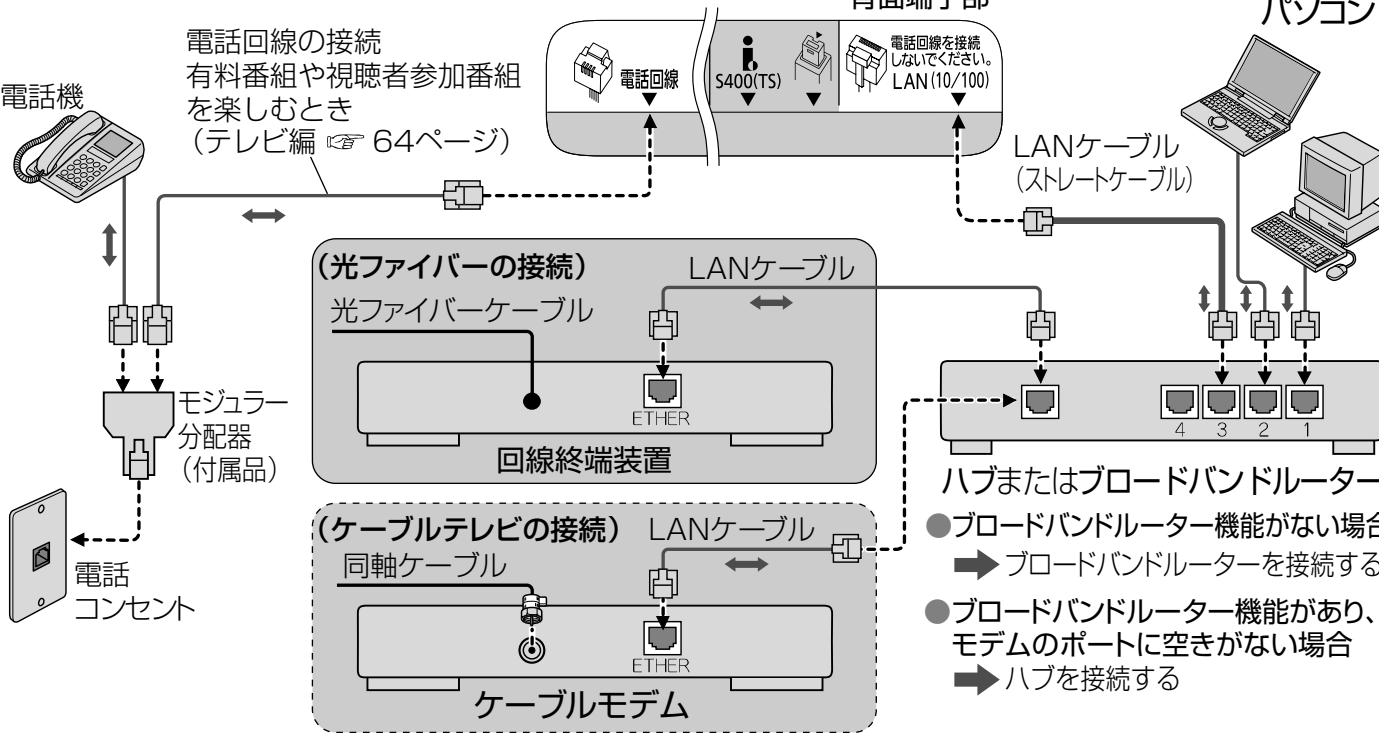 背面端子部
パソコン
電話回線の接続
有料番組や視聴者参加番組
を楽しむとき
（テレビ編 ☞ 64ページ）
電話機
電話回線
S400(TS)
電話回線を接続
しないでください。
LAN(10/100)
LANケーブル
（ストレートケーブル）
（光ファイバーの接続）
LANケーブル
光ファイバーケーブル
ETHER
回線終端装置
モジュラー
分配器
（付属品）
4 3 2 1
ハブまたはブロードバンドルーター
●ブロードバンドルーター機能がない場合
➡ ブロードバンドルーターを接続する
●ブロードバンドルーター機能があり、
モデムのポートに空きがない場合
➡ ハブを接続する
（ケーブルテレビの接続）
LANケーブル
同軸ケーブル
ETHER
ケーブルモデム
電話
コンセント